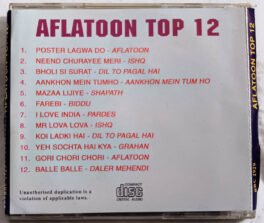 AFLATOON TOP 12
1. POSTER LAGWA DO - AFLATOON
2. NEEND CHURAYEE MERI - ISHQ
3. BHOLI SI SURAT - DIL TO PAGAL HAI
4. AANKHON MEIN TUMHO - AANKHON MEIN TUM HO
5. MAZAA LIJIYE - SHAPATH
6. FAREBI - BIDDU
7. I LOVE INDIA - PARDES
8. MR LOVA LOVA - ISHQ
9. KOI LADKI HAI - DIL TO PAGAL HAI
10. YEH SOCHTA HAI KYA - GRAHAN
11. GORI CHORI CHORI - AFLATOON
12. BALLE BALLE - DALER MEHENDI
Unauthorised duplication is a
violation of applicable laws.
COMPACT
disc
DIGITAL AUDIO
AFLATOON TOP 12